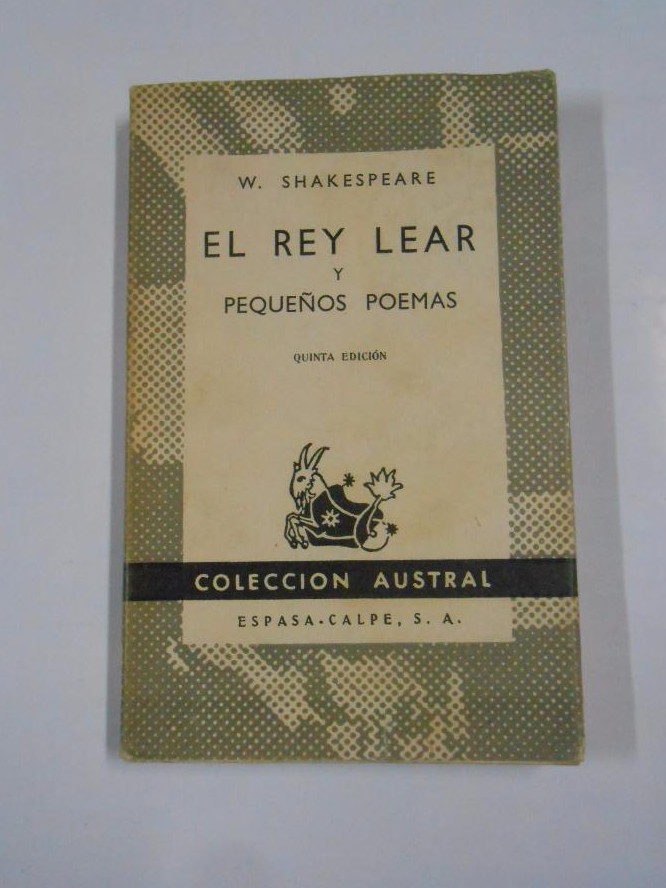 W. SHAKESPEARE
EL REY LEAR
Y
PEQUEÑOS POEMAS
QUINTA EDICIÓN
COLECCION AUSTRAL
ESPASA-CALPE, S. A.